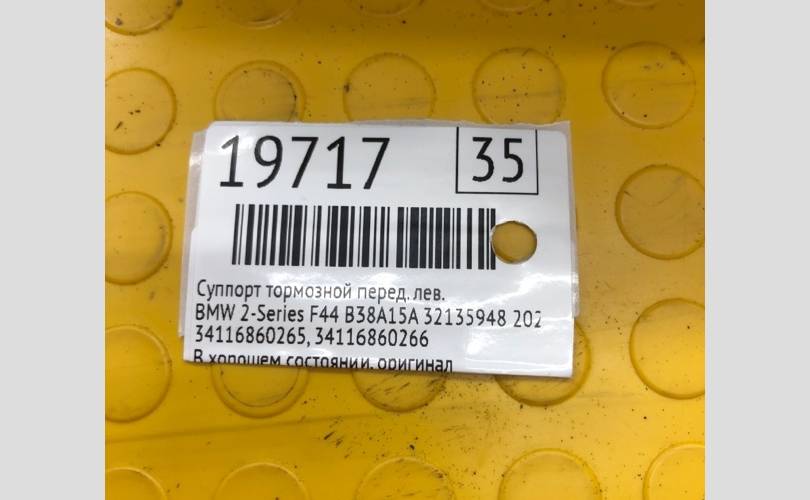 19717
35
Суппорт тормозной перед. лев.
BMW 2-Series F44 B38A15A 32135948 202
34116860265, 34116860266
В хорошем состоянии, оригинал